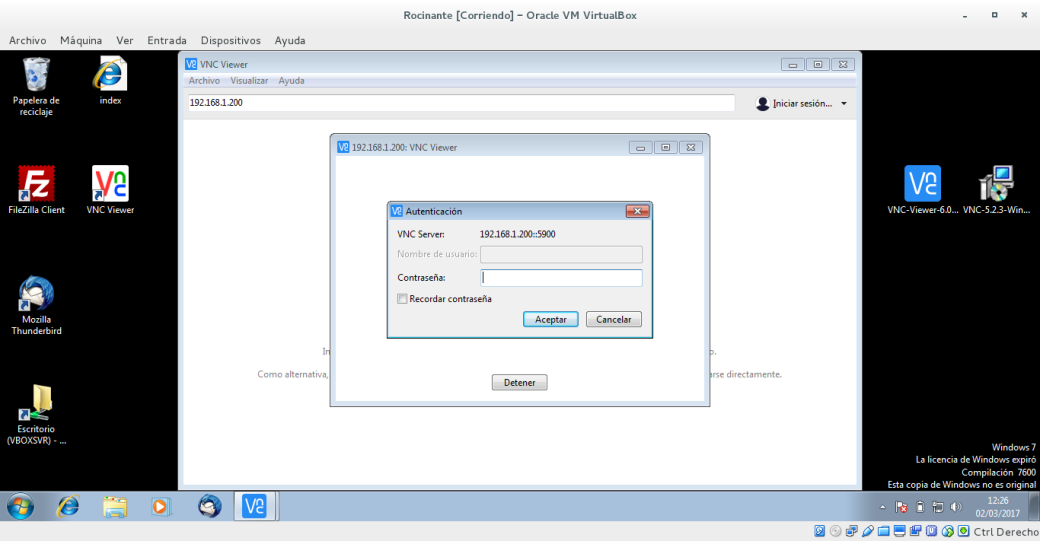 Rocinante [Corriendo] – Oracle VM VirtualBox
Archivo Máquina Ver Entrada Dispositivos Ayuda
Papelera de
reciclaje
index
FileZilla Client
VNC Viewer
Mozilla
Thunderbird
Escritorio
(VBOXSVR) - ...
VNC Viewer
Archivo Visualizar Ayuda
192.168.1.200
Iniciar sesión...
192.168.1.200: VNC Viewer
Autenticación
VNC Server: 192.168.1.200::5900
Nombre de usuario:
Contraseña:
Recordar contraseña
Aceptar Cancelar
Detener
In
o.
Como alternativa,
arse directamente.
VNC-Viewer-6.0...
VNC-5.2.3-Win...
Windows 7
La licencia de Windows expiró
Compilación 7600
Esta copia de Windows no es original
12:26
02/03/2017
Ctrl Derecho